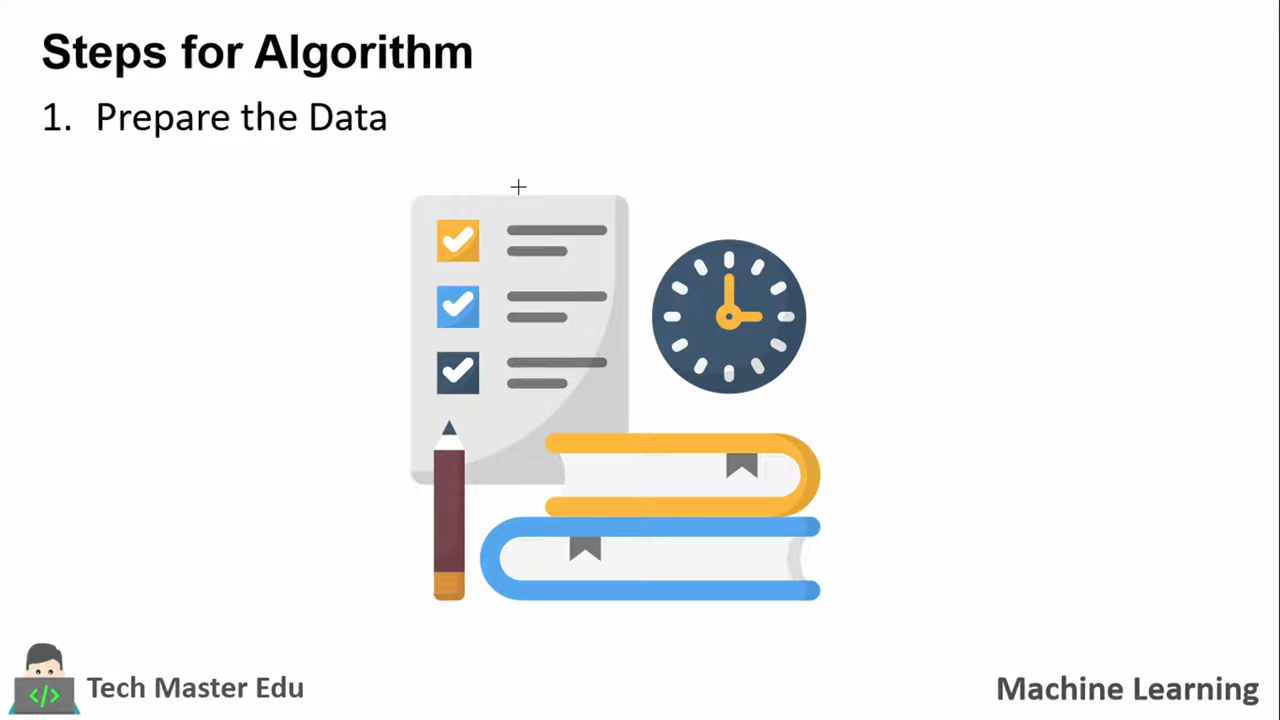 Steps for Algorithm
1. Prepare the Data
</> Tech Master Edu
Machine Learning